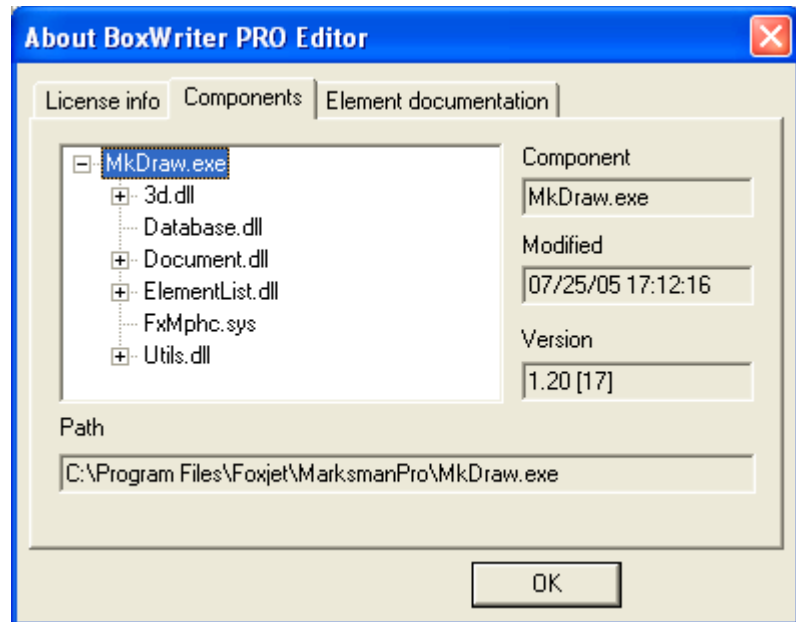 About BoxWriter PRO Editor
License info Components Element documentation
MkDraw.exe
3d.dll
Database.dll
Document.dll
ElementList.dll
FxMphc.sys
Utils.dll
Component
MkDraw.exe
Modified
07/25/05 17:12:16
Version
1.20 [17]
Path
C:\Program Files\Foxjet\MarksmanPro\MkDraw.exe
OK